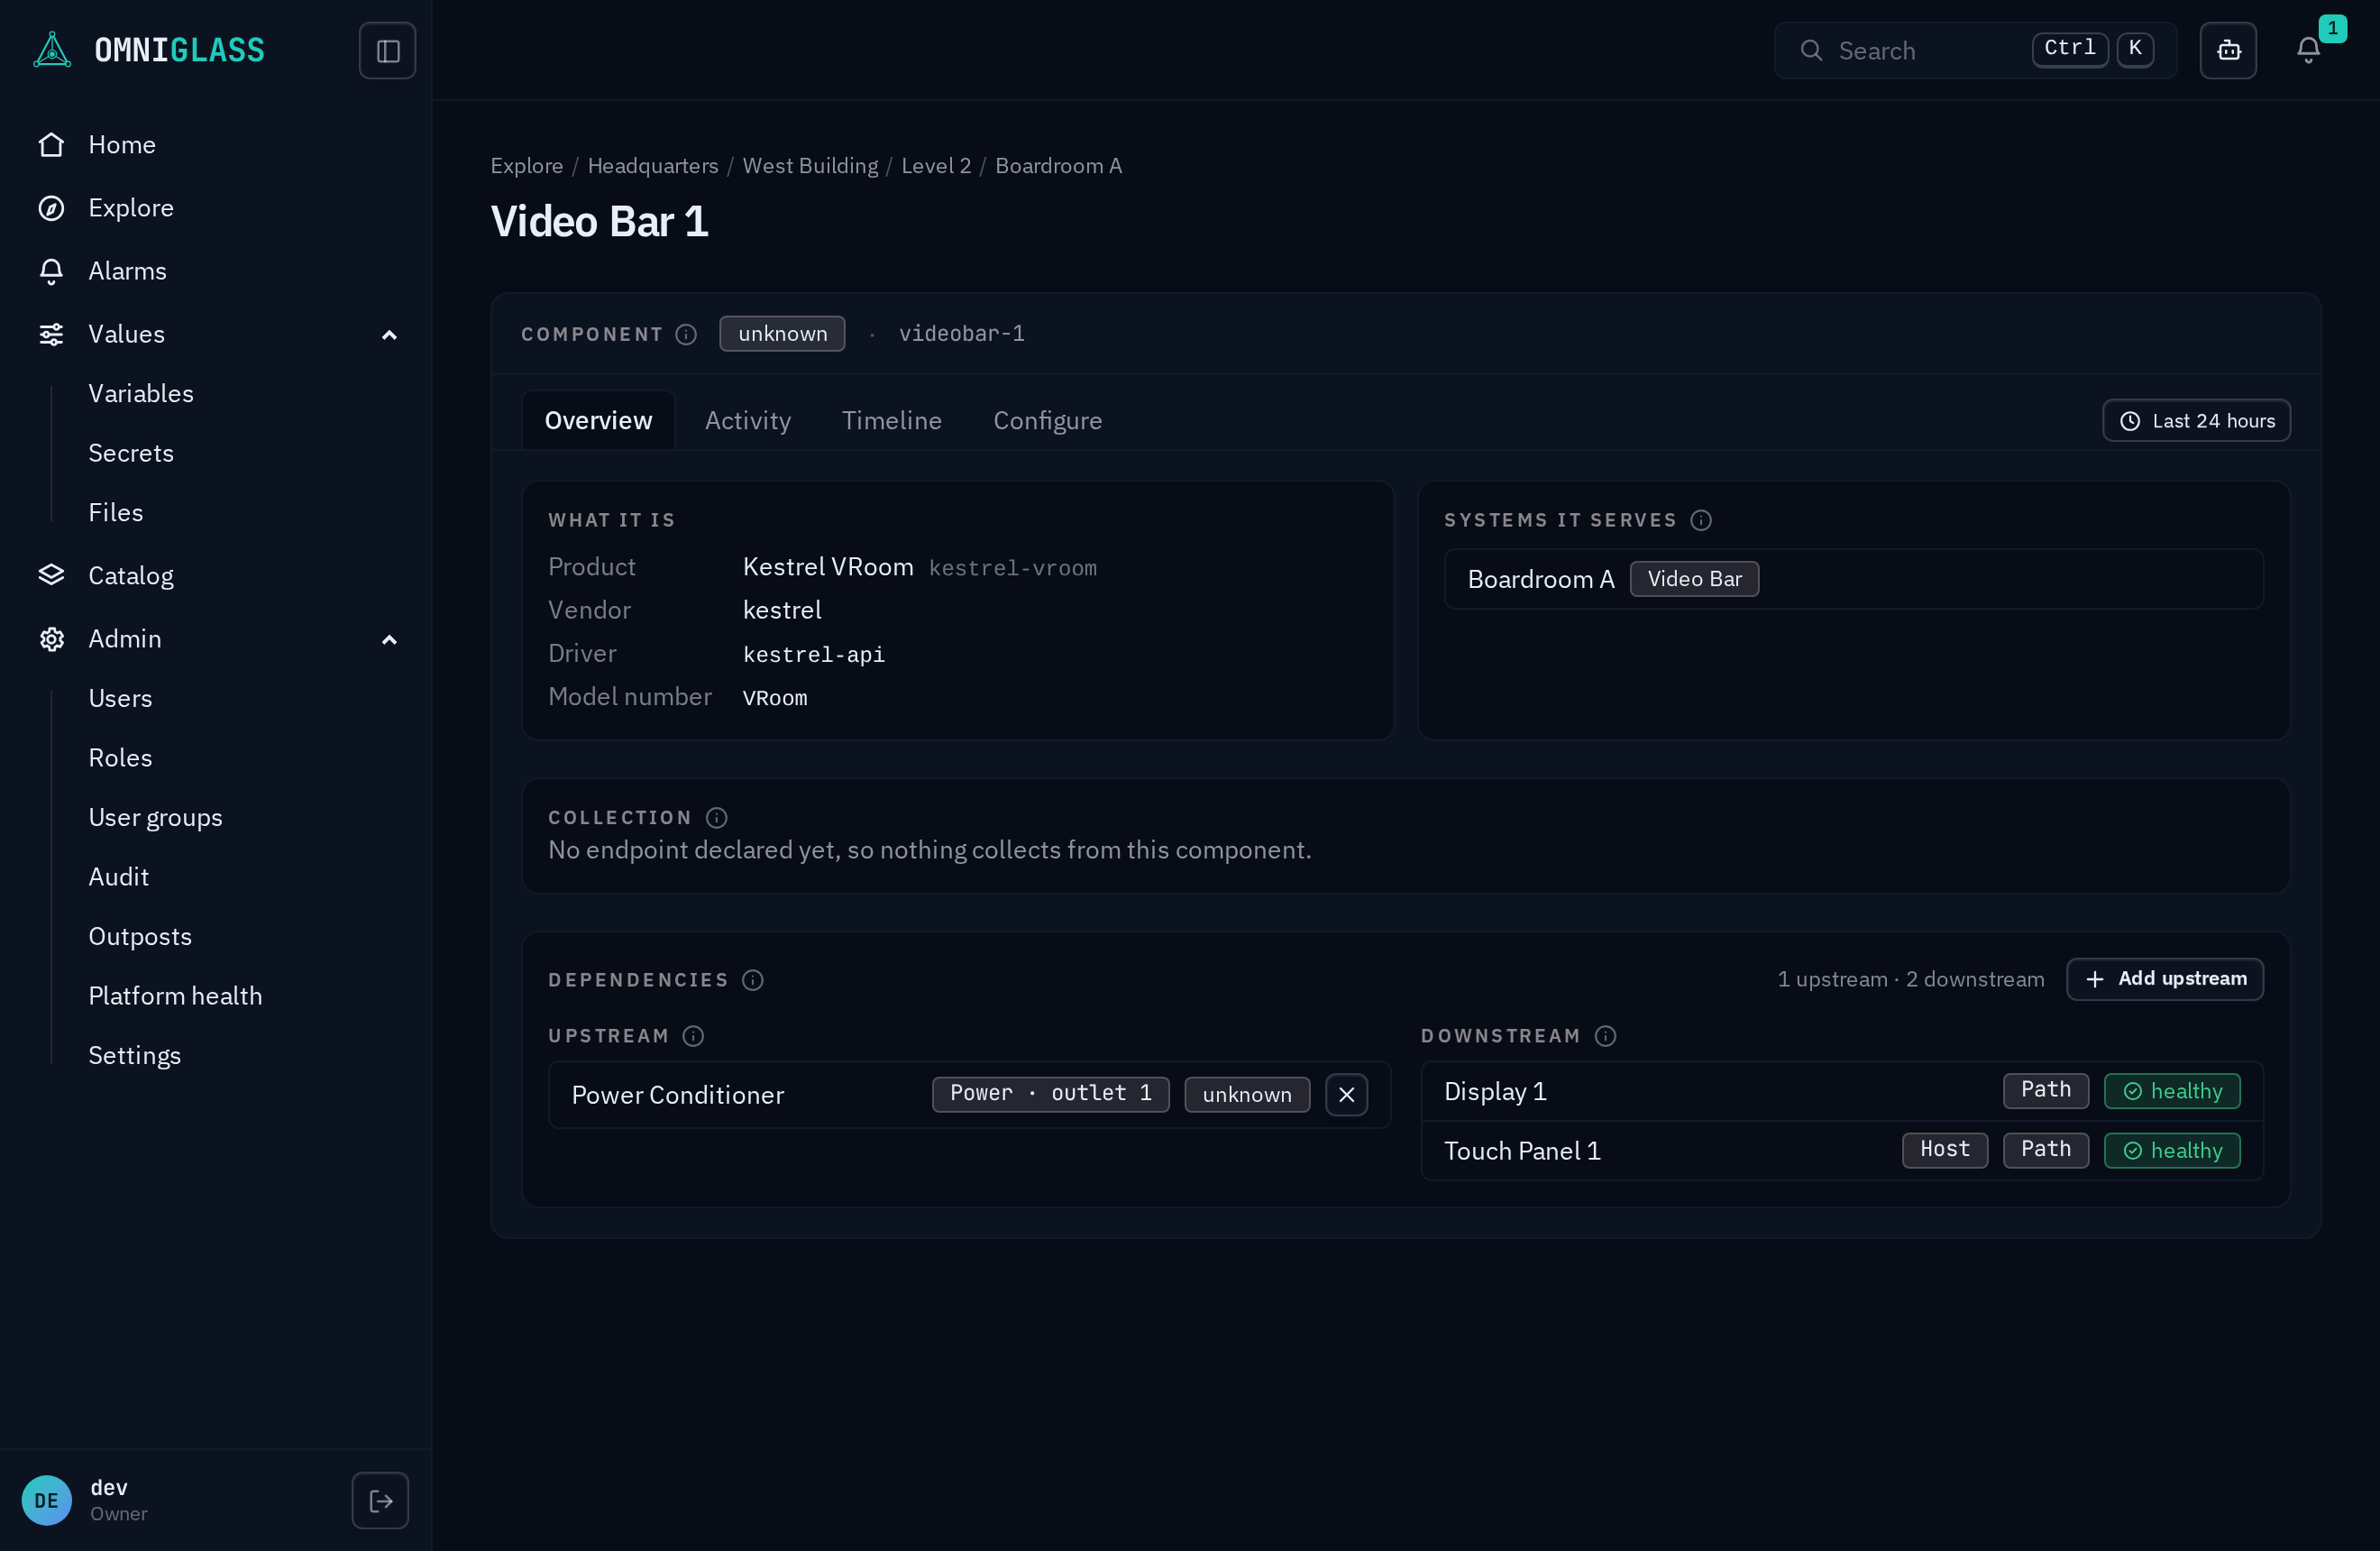 OMNIGLASS
Search Ctrl K
1
Home
Explore
Alarms
Values
Variables
Secrets
Files
Catalog
Admin
Users
Roles
User groups
Audit
Outposts
Platform health
Settings
DE dev
Owner
Explore / Headquarters / West Building / Level 2 / Boardroom A
Video Bar 1
COMPONENT unknown · videobar-1
Overview Activity Timeline Configure Last 24 hours
WHAT IT IS
Product Kestrel VRoom kestrel-vroom
Vendor kestrel
Driver kestrel-api
Model number VRoom
SYSTEMS IT SERVES
Boardroom A Video Bar
COLLECTION
No endpoint declared yet, so nothing collects from this component.
DEPENDENCIES 1 upstream · 2 downstream Add upstream
UPSTREAM
Power Conditioner Power · outlet 1 unknown
DOWNSTREAM
Display 1 Path healthy
Touch Panel 1 Host Path healthy